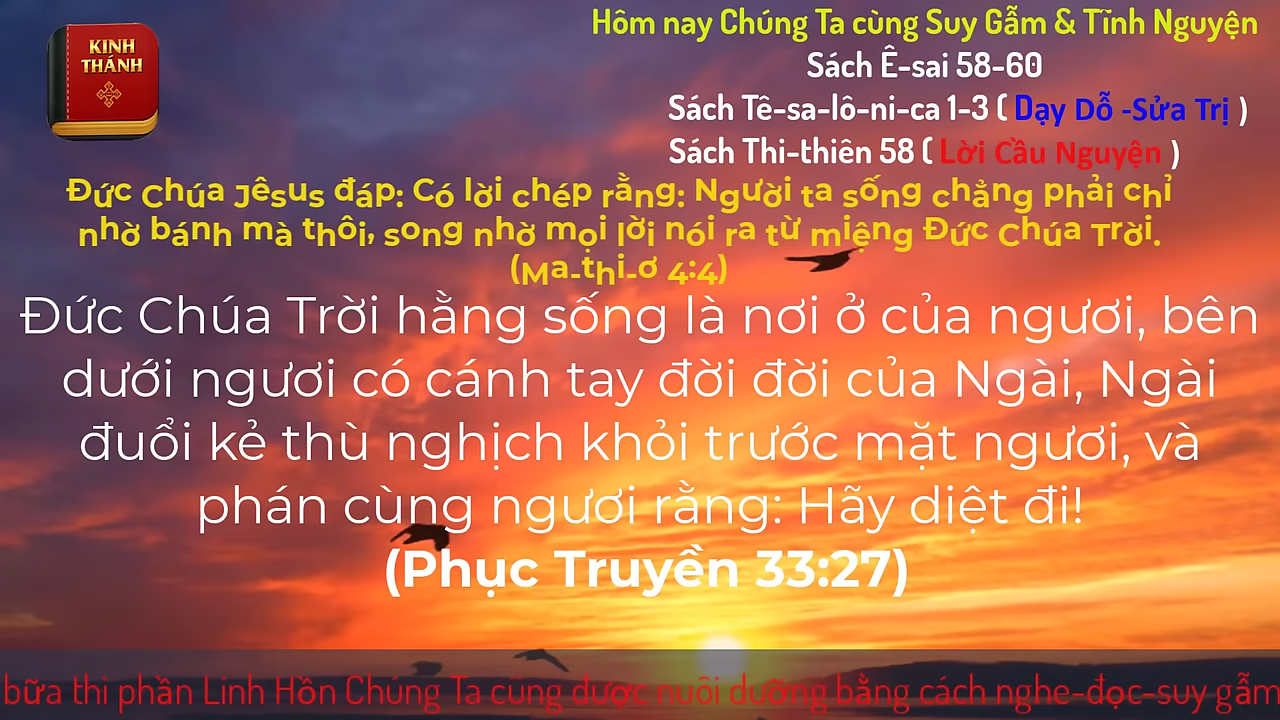 KINH
THÁNH
Hôm nay Chúng Ta cùng Suy Gẫm & Tĩnh Nguyện
Sách Ê-sai 58-60
Sách Tê-sa-lô-ni-ca 1-3 ( Dạy Dỗ -Sửa Trị )
Sách Thi-thiên 58 ( Lời Cầu Nguyện )
Đức Chúa Jêsus đáp: Có lời chép rằng: Người ta sống chẳng phải chỉ
nhờ bánh mà thôi, song nhờ mọi lời nói ra từ miệng Đức Chúa Trời.
(Ma-thi-ơ 4:4)
Đức Chúa Trời hằng sống là nơi ở của ngươi, bên
dưới ngươi có cánh tay đời đời của Ngài, Ngài
đuổi kẻ thù nghịch khỏi trước mặt ngươi, và
phán cùng ngươi rằng: Hãy diệt đi!
(Phục Truyền 33:27)
bữa thì phần Linh Hồn Chúng Ta cũng được nuôi dưỡng bằng cách nghe-đọc-suy gẫm